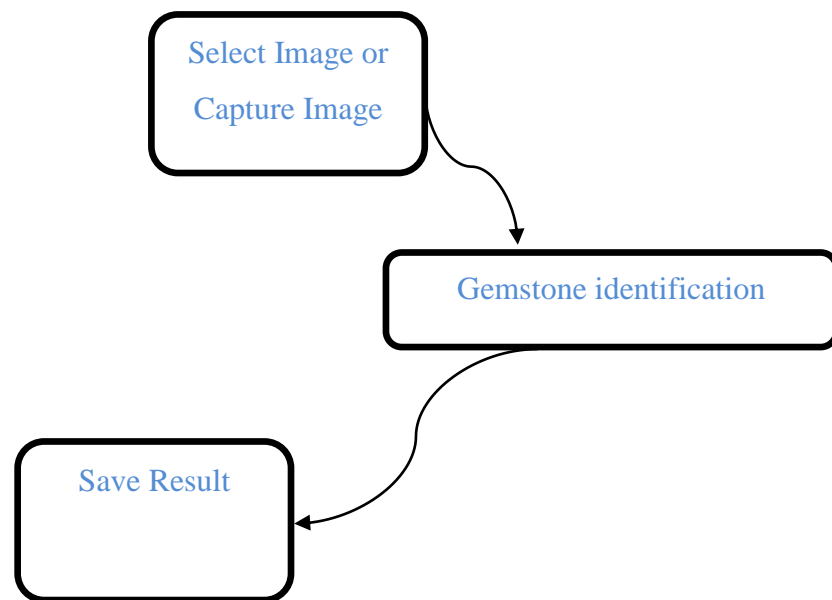 Select Image or
Capture Image
Gemstone identification
Save Result